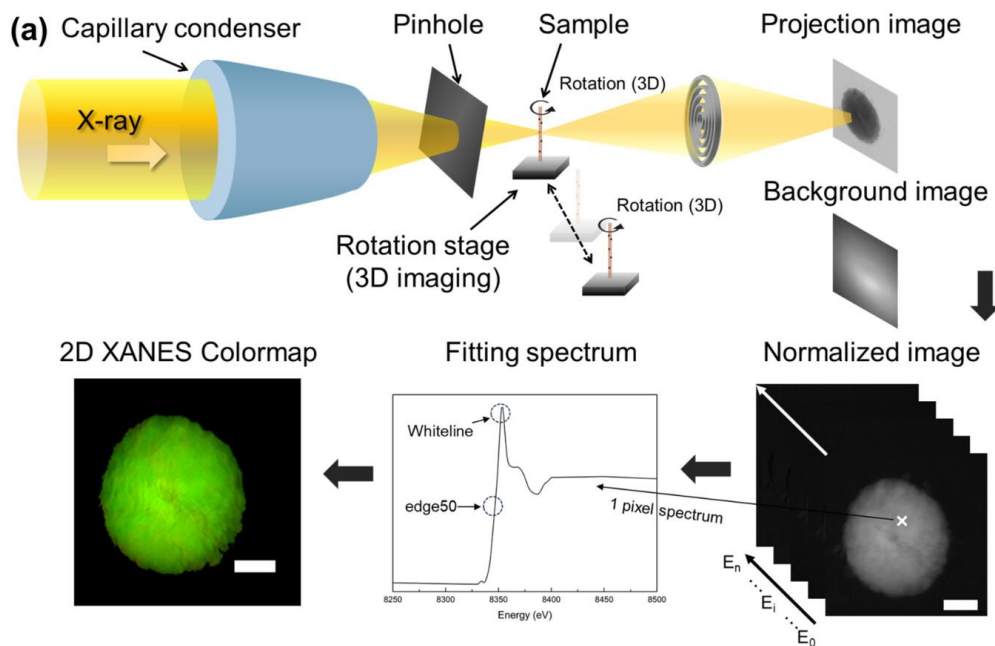 (a)
Capillary condenser
Pinhole
Sample
Projection image
Rotation (3D)
X-ray
Background image
Rotation (3D)
Rotation stage
(3D imaging)
2D XANES Colormap
Fitting spectrum
Normalized image
Whiteline
edge50
1 pixel spectrum
Eₙ
Eᵢ
E₀
8250 8300 8350 8400 8450 8500
Energy (eV)